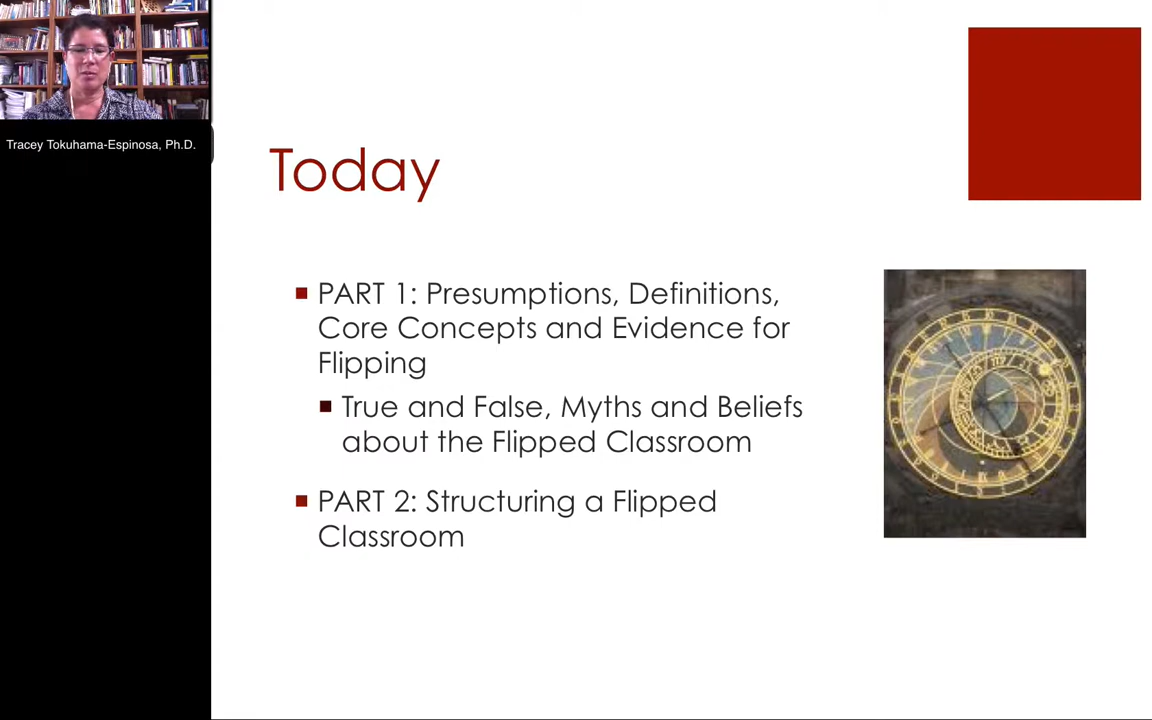 Tracey Tokuhama-Espinosa, Ph.D.
Today
PART 1: Presumptions, Definitions,
Core Concepts and Evidence for
Flipping
True and False, Myths and Beliefs
about the Flipped Classroom
PART 2: Structuring a Flipped
Classroom